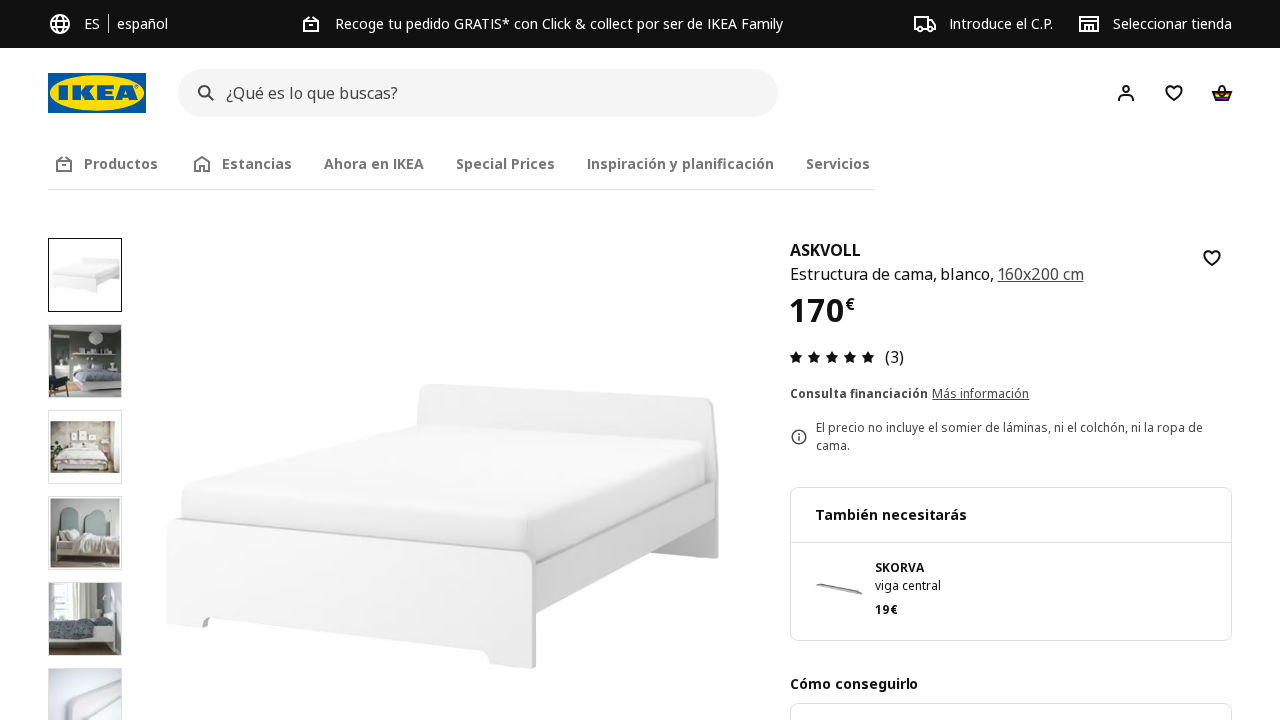 ES español
Recoge tu pedido GRATIS* con Click & collect por ser de IKEA Family
Introduce el C.P.
Seleccionar tienda
IKEA
¿Qué es lo que buscas?
Productos
Estancias
Ahora en IKEA
Special Prices
Inspiración y planificación
Servicios
ASKVOLL
Estructura de cama, blanco, 160x200 cm
170€
(3)
Consulta financiación Más información
El precio no incluye el somier de láminas, ni el colchón, ni la ropa de
cama.
También necesitarás
SKORVA
viga central
19€
Cómo conseguirlo